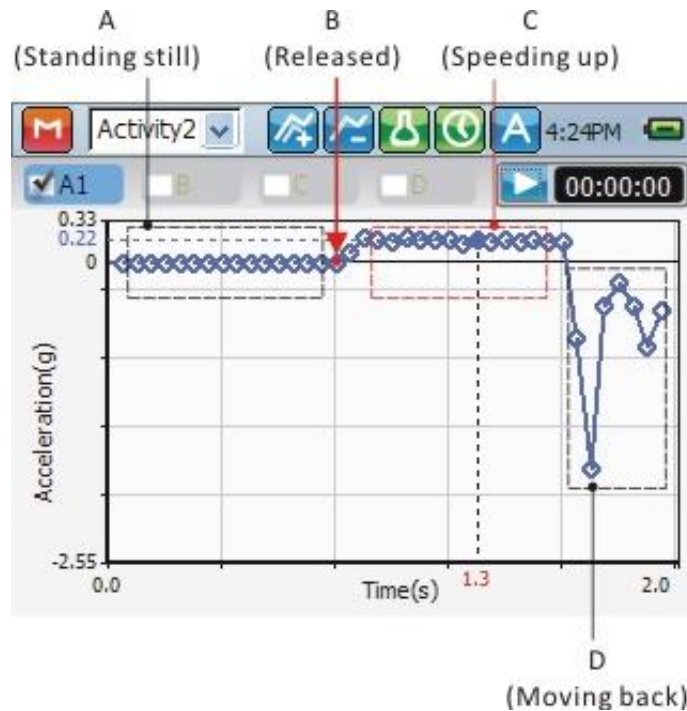 A
(Standing still)
B
(Released)
C
(Speeding up)
M
Activity2
A
4:24PM
A1
B
C
D
00:00:00
0.33
0.22
0
Acceleration(g)
-2.55
0.0
Time(s)
1.3
2.0
D
(Moving back)